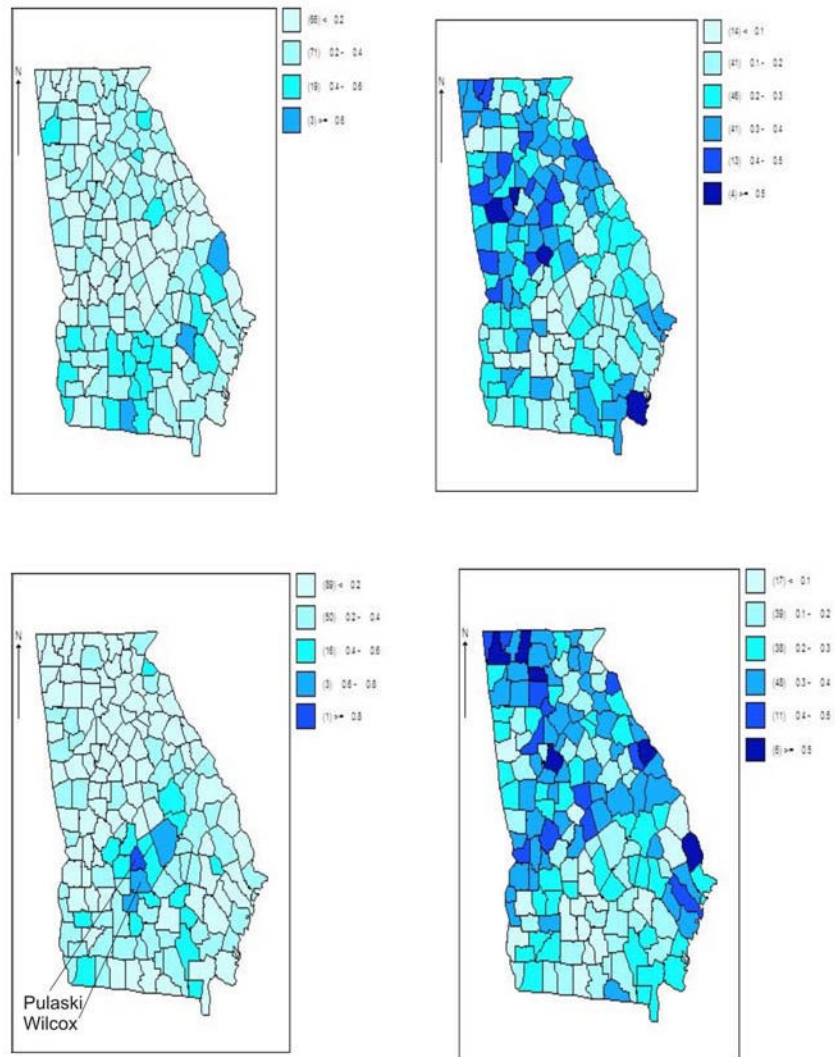 (66) < 0.2
(71) 0.2 - 0.4
(19) 0.4 - 0.6
(3) >= 0.6
N
(14) < 0.1
(41) 0.1 - 0.2
(46) 0.2 - 0.3
(41) 0.3 - 0.4
(13) 0.4 - 0.5
(4) >= 0.5
N
(89) < 0.2
(50) 0.2 - 0.4
(16) 0.4 - 0.6
(3) 0.6 - 0.8
(1) >= 0.8
N
Pulaski
Wilcox
(17) < 0.1
(39) 0.1 - 0.2
(38) 0.2 - 0.3
(48) 0.3 - 0.4
(11) 0.4 - 0.5
(6) >= 0.5
N